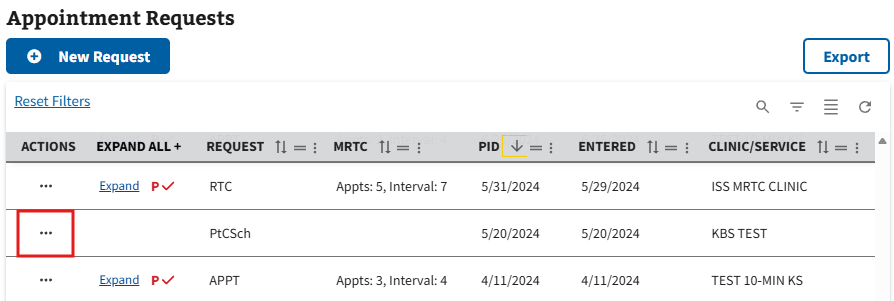 Appointment Requests
New Request
Export
Reset Filters
ACTIONS EXPAND ALL + REQUEST MRTC PID ENTERED CLINIC/SERVICE
... Expand P RTC Appts: 5, Interval: 7 5/31/2024 5/29/2024 ISS MRTC CLINIC
... PtCSch 5/20/2024 5/20/2024 KBS TEST
... Expand P APPT Appts: 3, Interval: 4 4/11/2024 4/11/2024 TEST 10-MIN KS